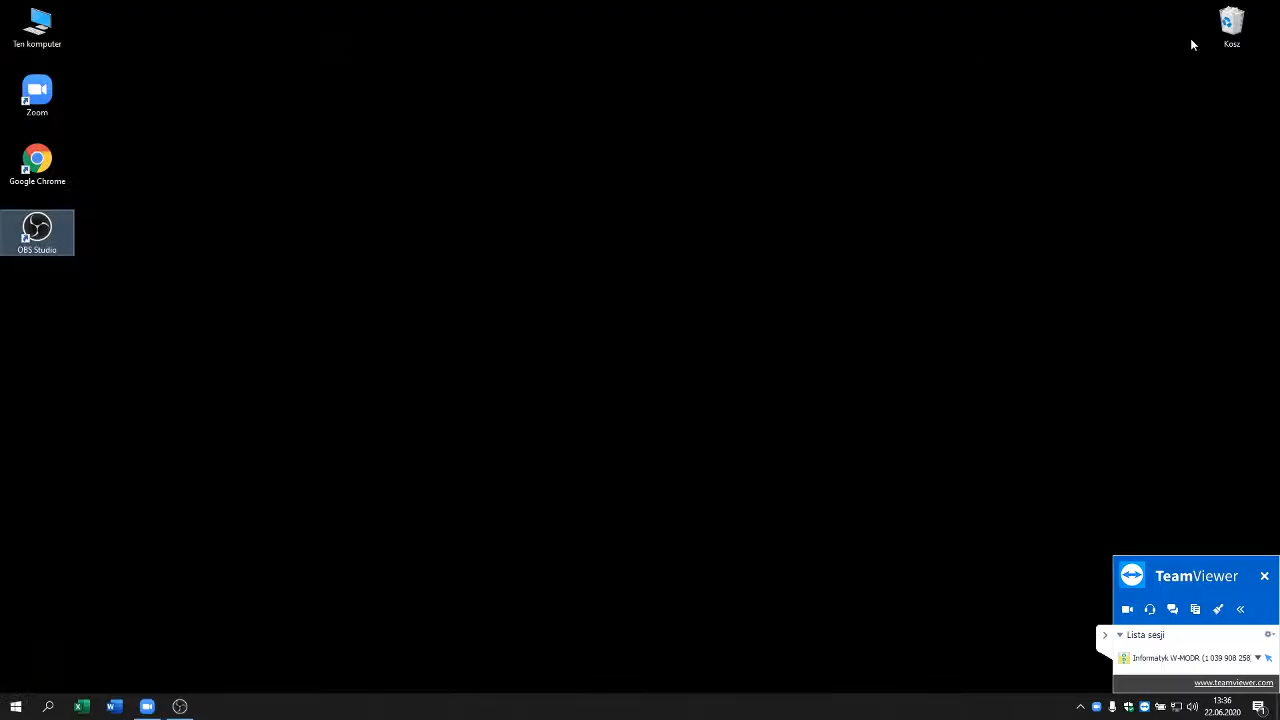 Ten komputer
Kosz
Zoom
Google Chrome
OBS Studio
TeamViewer
Lista sesji
Informatyk W-MODR (1 039 908 258)
www.teamviewer.com
13:36
22.06.2020